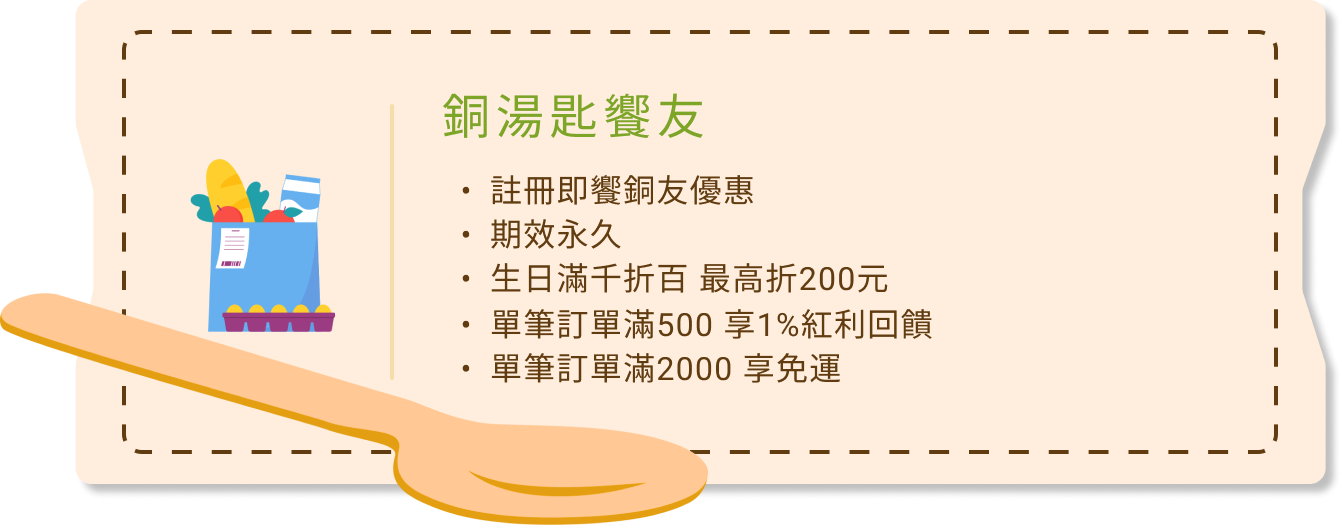 銅湯匙饗友
• 註冊即饗銅友優惠
• 期效永久
• 生日滿千折百 最高折200元
• 單筆訂單滿500 享1%紅利回饋
• 單筆訂單滿2000 享免運